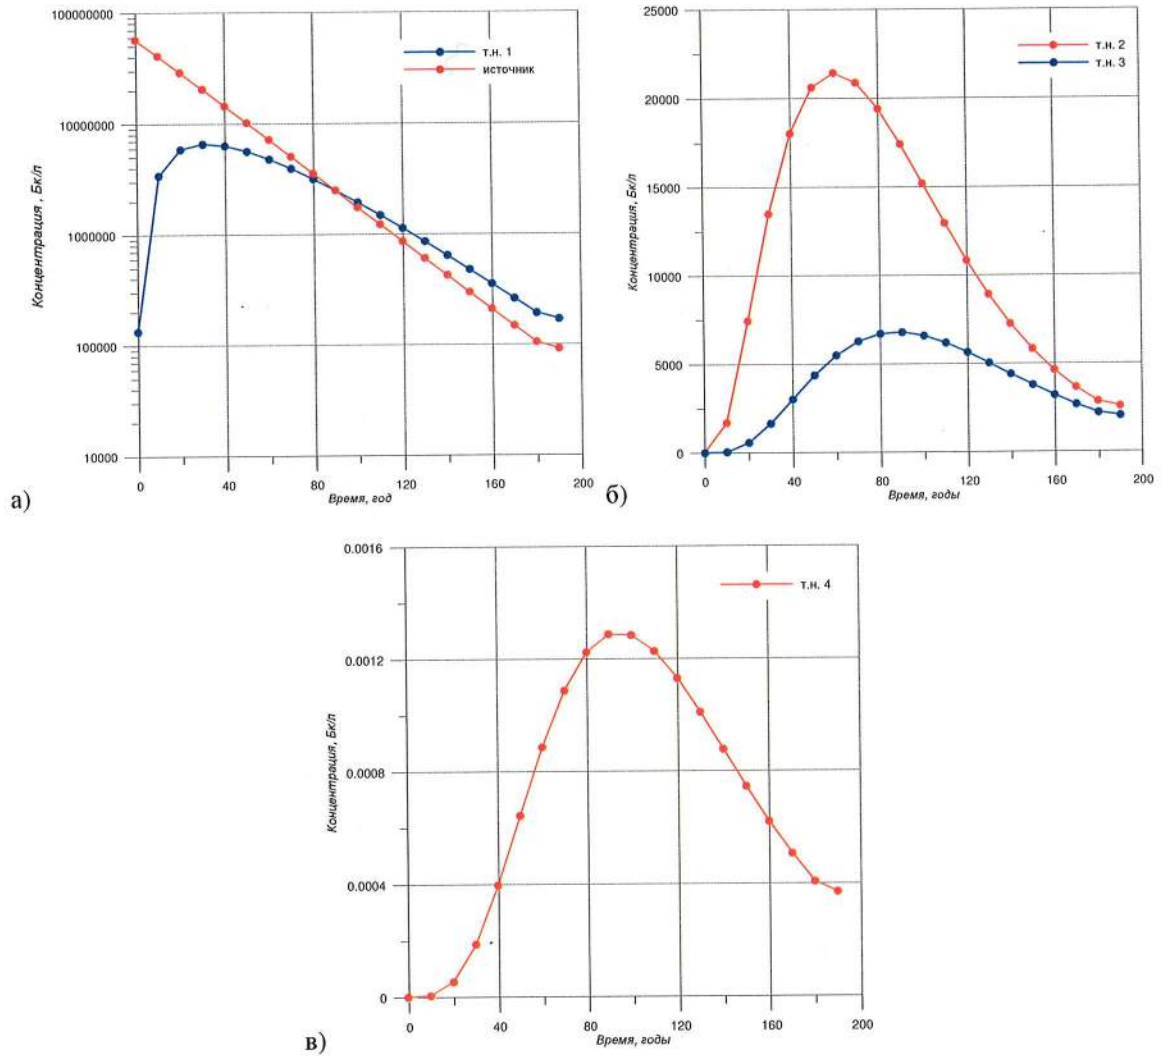 100000000
10000000
1000000
100000
10000
Концентрация , Бк/л
т.н. 1
источник
0
40
80
120
160
200
Время, год
а)
25000
20000
15000
10000
5000
0
Концентрация, Бк/л
т.н. 2
т.н. 3
0
40
80
120
160
200
Время, годы
б)
0.0016
0.0012
0.0008
0.0004
0
Концентрация, Бк/л
т.н. 4
0
40
80
120
160
200
Время, годы
в)